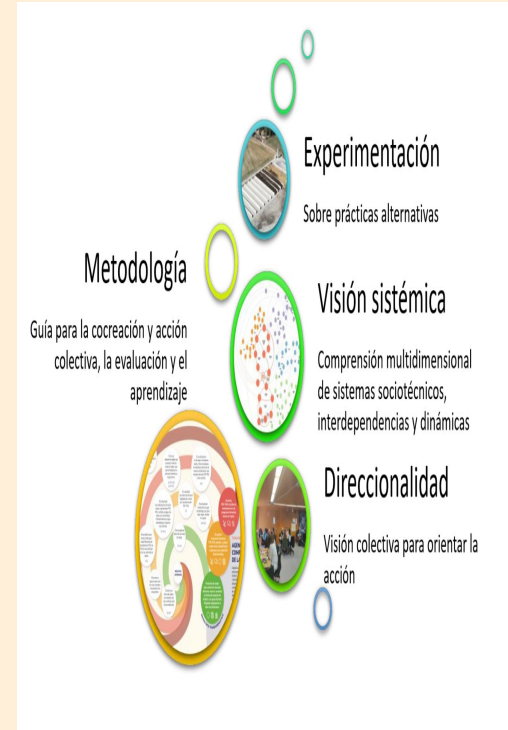 Experimentación
Sobre prácticas alternativas
Metodología
Guía para la cocreación y acción
colectiva, la evaluación y el
aprendizaje
Visión sistémica
Comprensión multidimensional
de sistemas sociotécnicos,
interdependencias y dinámicas
Direccionalidad
Visión colectiva para orientar la
acción